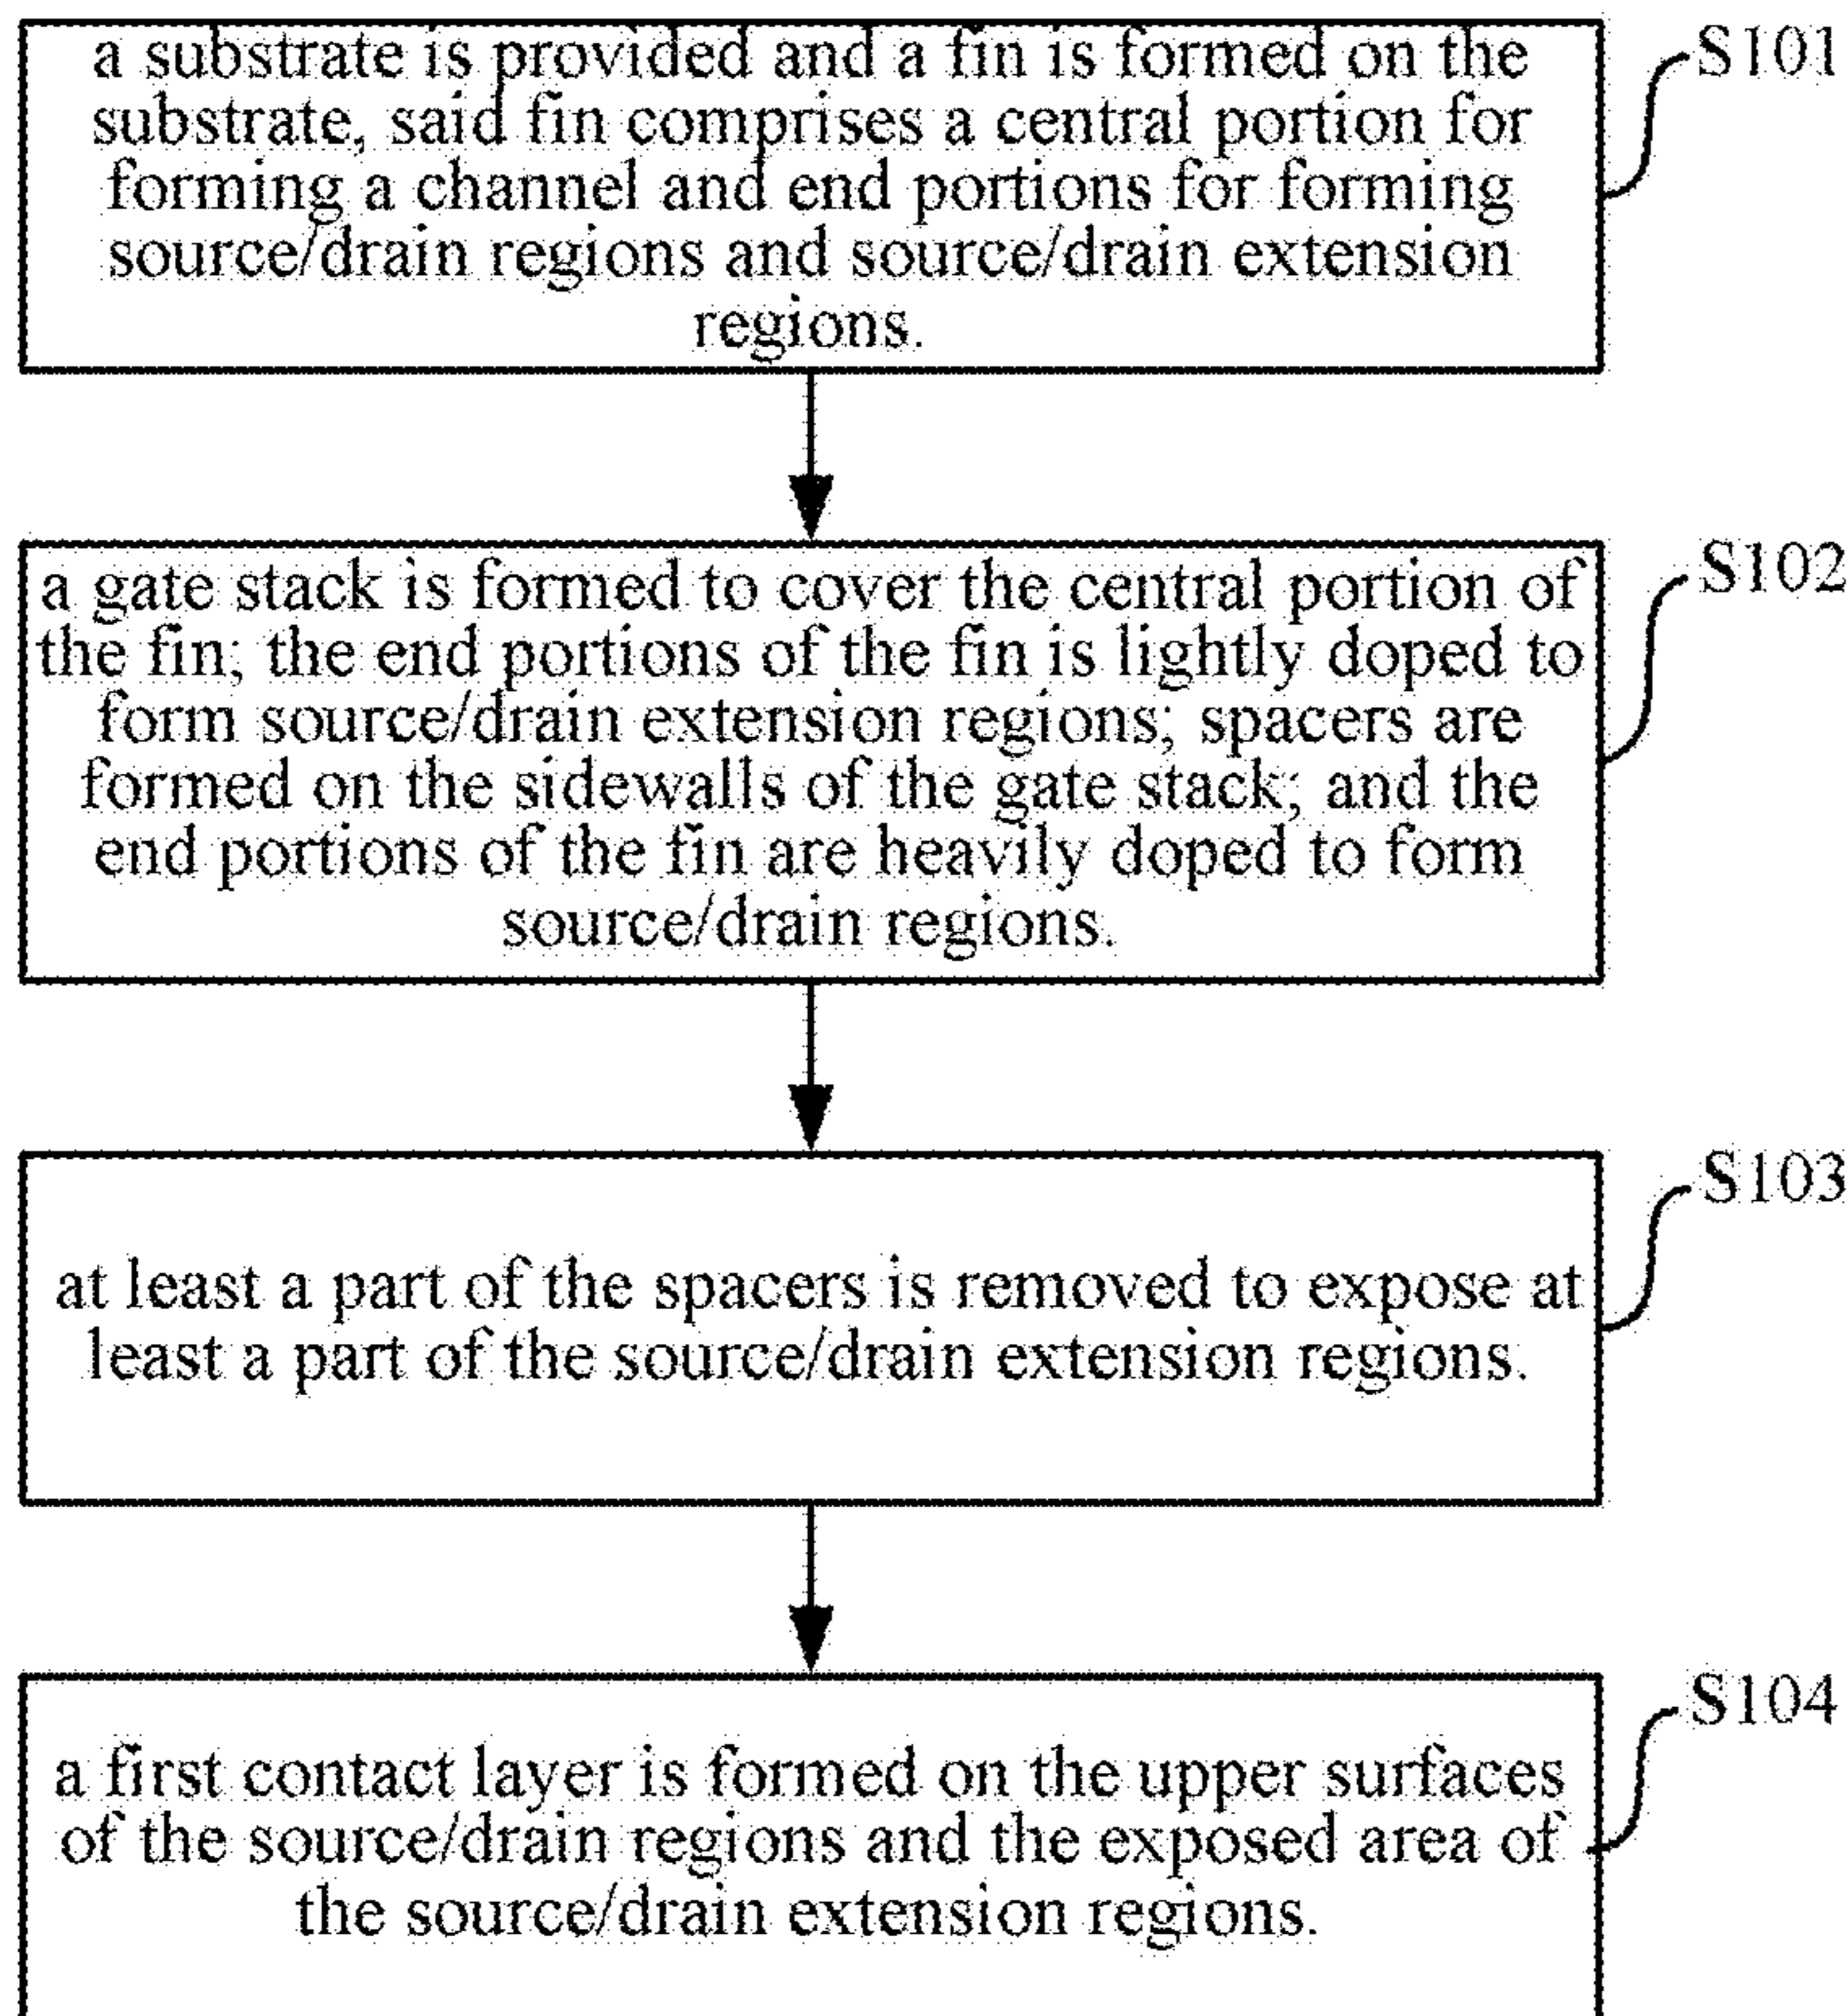 a substrate is provided and a fin is formed on the
substrate, said fin comprises a central portion for
forming a channel and end portions for forming
source/drain regions and source/drain extension
regions.
S101
a gate stack is formed to cover the central portion of
the fin; the end portions of the fin is lightly doped to
form source/drain extension regions; spacers are
formed on the sidewalls of the gate stack; and the
end portions of the fin are heavily doped to form
source/drain regions.
S102
at least a part of the spacers is removed to expose at
least a part of the source/drain extension regions.
S103
a first contact layer is formed on the upper surfaces
of the source/drain regions and the exposed area of
the source/drain extension regions.
S104